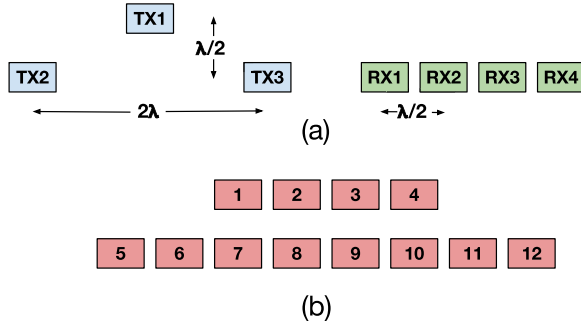 TX1
λ/2
TX2 TX3 RX1 RX2 RX3 RX4
2λ λ/2
(a)
1 2 3 4
5 6 7 8 9 10 11 12
(b)